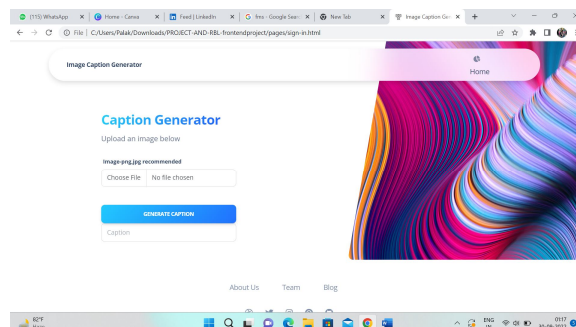 (115) WhatsApp
Home - Canva
Feed | LinkedIn
fms - Google Sear
New Tab
Image Caption Ge
File | C:/Users/Palak/Downloads/PROJECT-AND-RBL-frontendproject/pages/sign-in.html
Image Caption Generator
Home
Caption Generator
Upload an Image below
Image-png,jpg recommended
Choose File No file chosen
GENERATE CAPTION
Caption
About Us Team Blog
82°F
ENG
IN
01:17